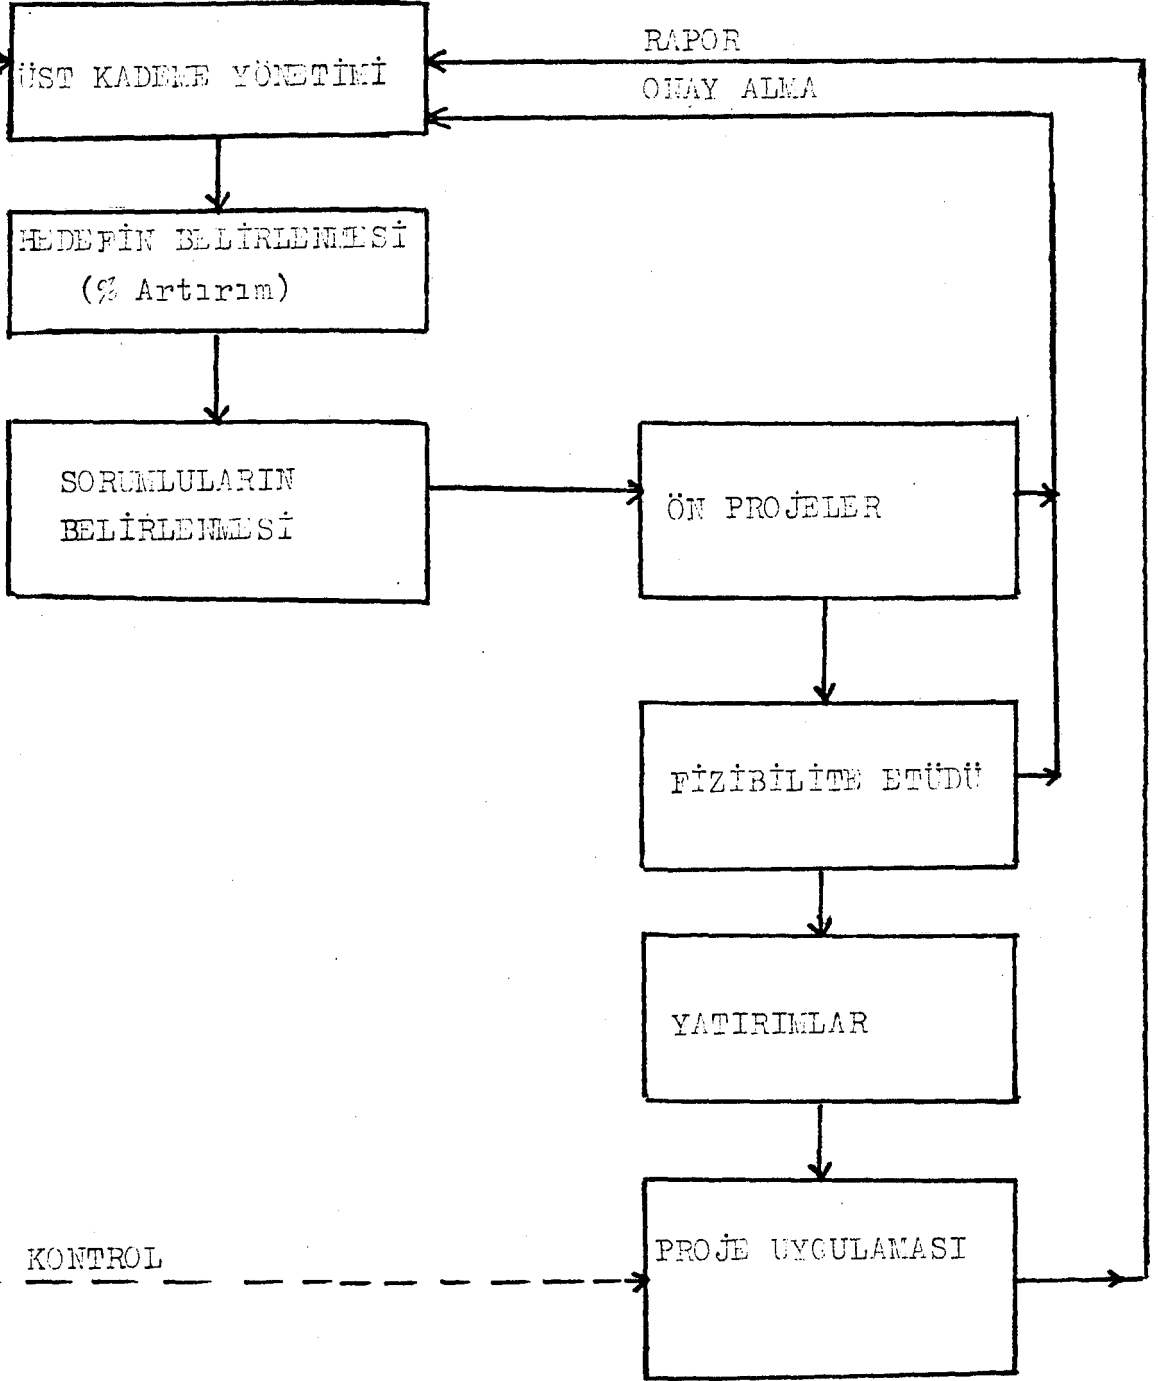 RAPOR
ÜST KADEME YÖNETİMİ
ONAY ALMA
HEDEFİN BELİRLENMESİ
(% Artırım)
SORUMLULARIN
BELİRLENMESİ
ÖN PROJELER
FİZİBİLİTE ETÜDÜ
YATIRIMLAR
PROJE UYGULAMASI
KONTROL